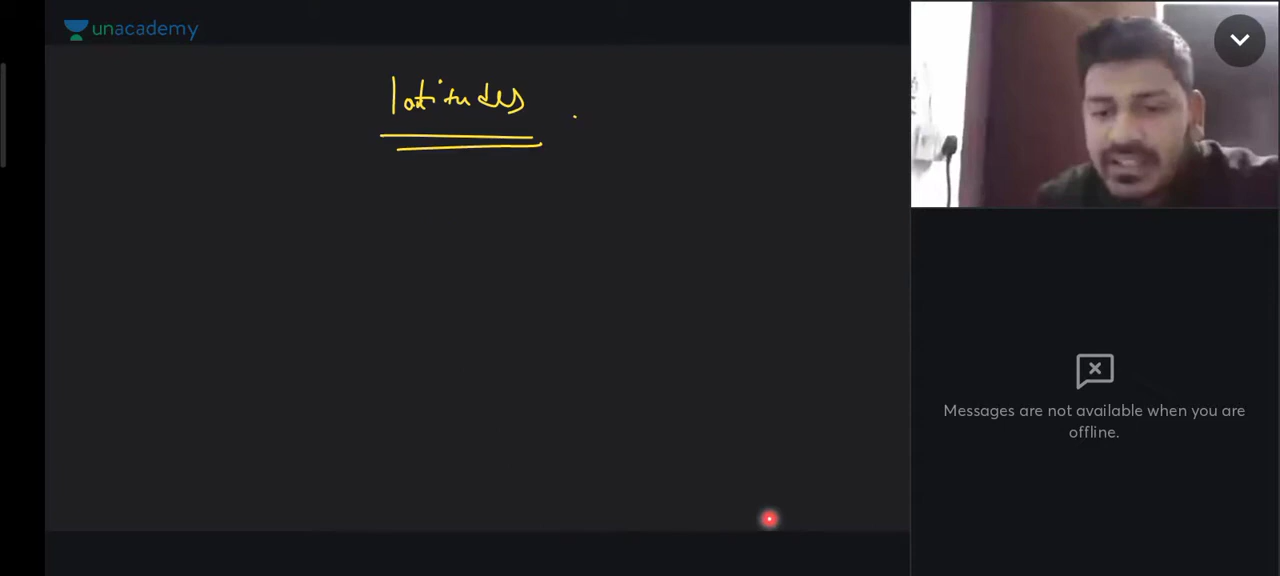 unacademy
latitudes
Messages are not available when you are
offline.